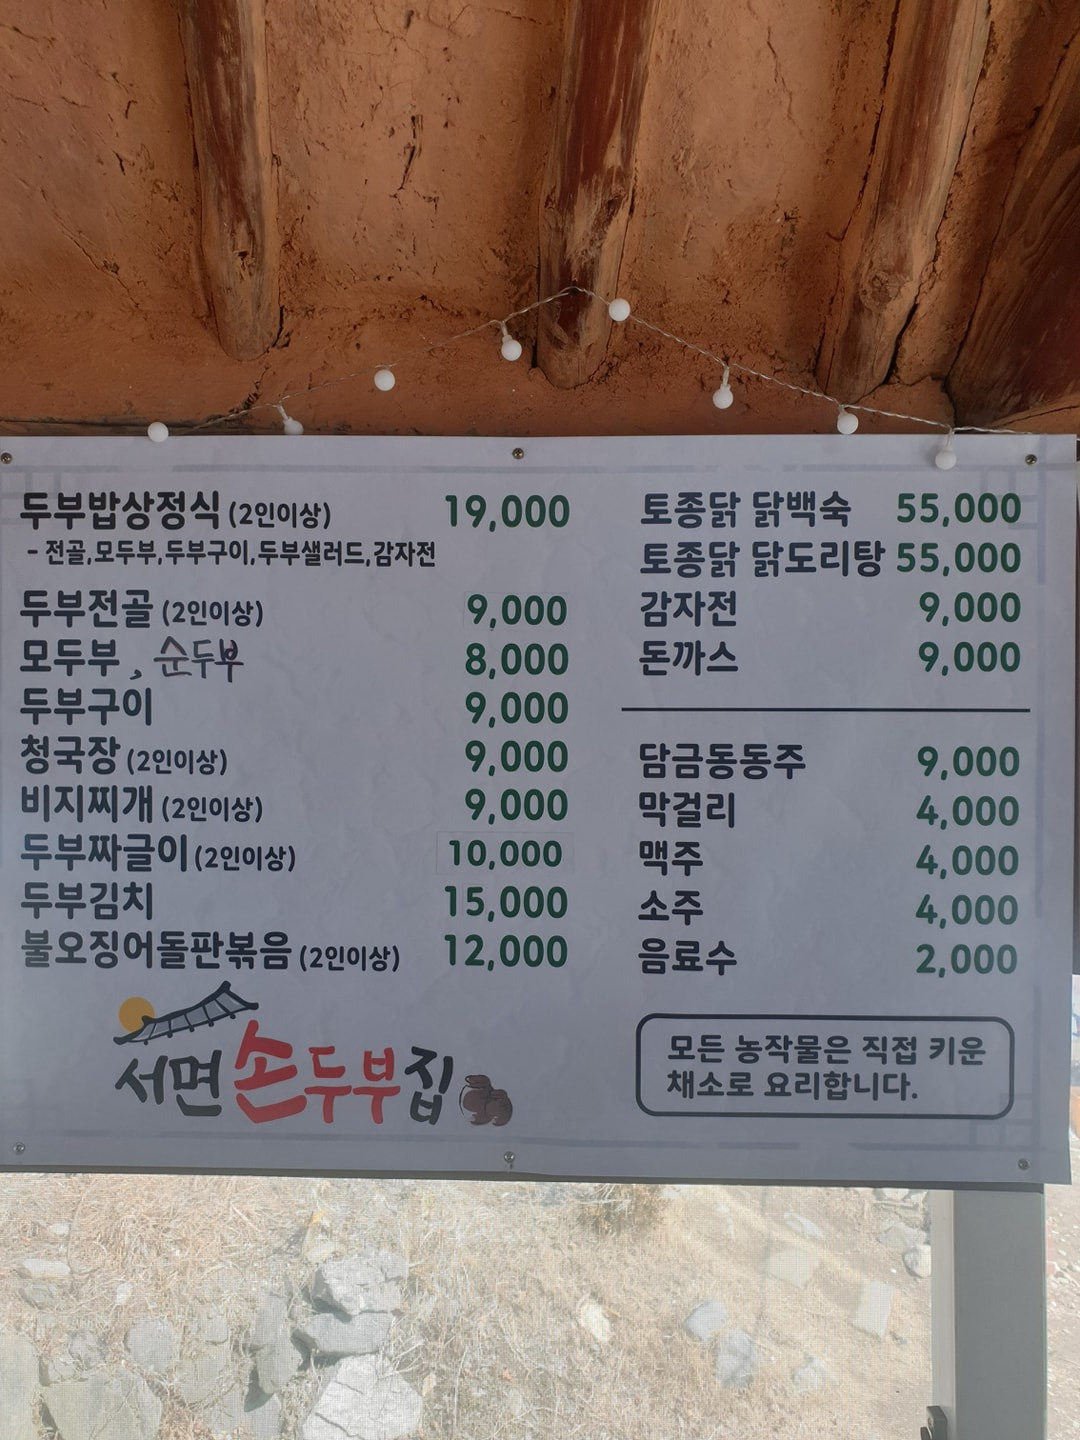 두부밥상정식 (2인이상) 19,000
- 전골,모두부,두부구이,두부샐러드,감자전
두부전골 (2인이상) 9,000
모두부, 순두부 8,000
두부구이 9,000
청국장 (2인이상) 9,000
비지찌개 (2인이상) 9,000
두부짜글이 (2인이상) 10,000
두부김치 15,000
불오징어돌판볶음 (2인이상) 12,000
서면 손두부집
토종닭 닭백숙 55,000
토종닭 닭도리탕 55,000
감자전 9,000
돈까스 9,000
담금동동주 9,000
막걸리 4,000
맥주 4,000
소주 4,000
음료수 2,000
모든 농작물은 직접 키운
채소로 요리합니다.